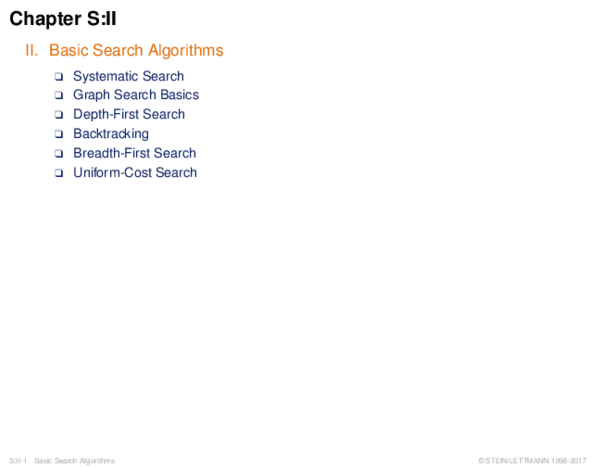 Chapter S:II
II. Basic Search Algorithms
❑ Systematic Search
❑ Graph Search Basics
❑ Depth-First Search
❑ Backtracking
❑ Breadth-First Search
❑ Uniform-Cost Search
S:II-1 Basic Search Algorithms ©STEIN/LETTMANN 1998-2017